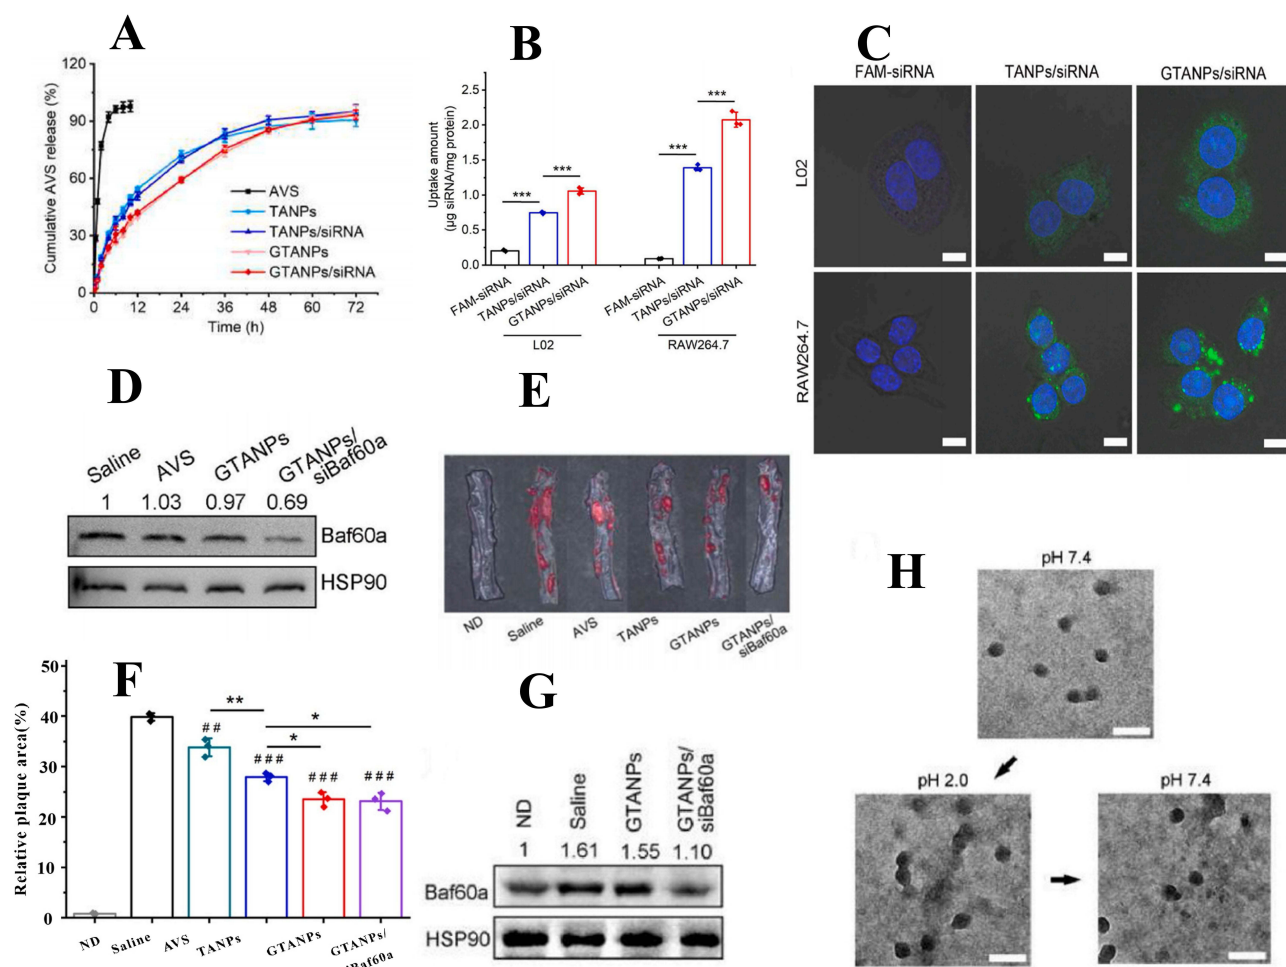 A
120
90
60
30
0
Cumulative AVS release (%)
AVS
TANPs
TANPs/siRNA
GTANPs
GTANPs/siRNA
0 12 24 36 48 60 72
Time (h)
B
2.5
2.0
1.5
1.0
0.5
0.0
Uptake amount
(μg siRNA/mg protein)
*** *** *** ***
FAM-siRNA TANPs/siRNA GTANPs/siRNA FAM-siRNA TANPs/siRNA GTANPs/siRNA
L02 RAW264.7
C
FAM-siRNA TANPs/siRNA GTANPs/siRNA
L02
RAW264.7
D
Saline AVS GTANPs GTANPs/
siBaf60a
1 1.03 0.97 0.69
Baf60a
HSP90
E
ND Saline AVS TANPs GTANPs GTANPs/
siBaf60a
F
50
40
30
20
10
0
Relative plaque area(%)
** * *
## ### ### ###
ND Saline AVS TANPs GTANPs GTANPs/
iBaf60a
G
ND Saline GTANPs GTANPs/
siBaf60a
1 1.61 1.55 1.10
Baf60a
HSP90
H
pH 7.4
pH 2.0 pH 7.4